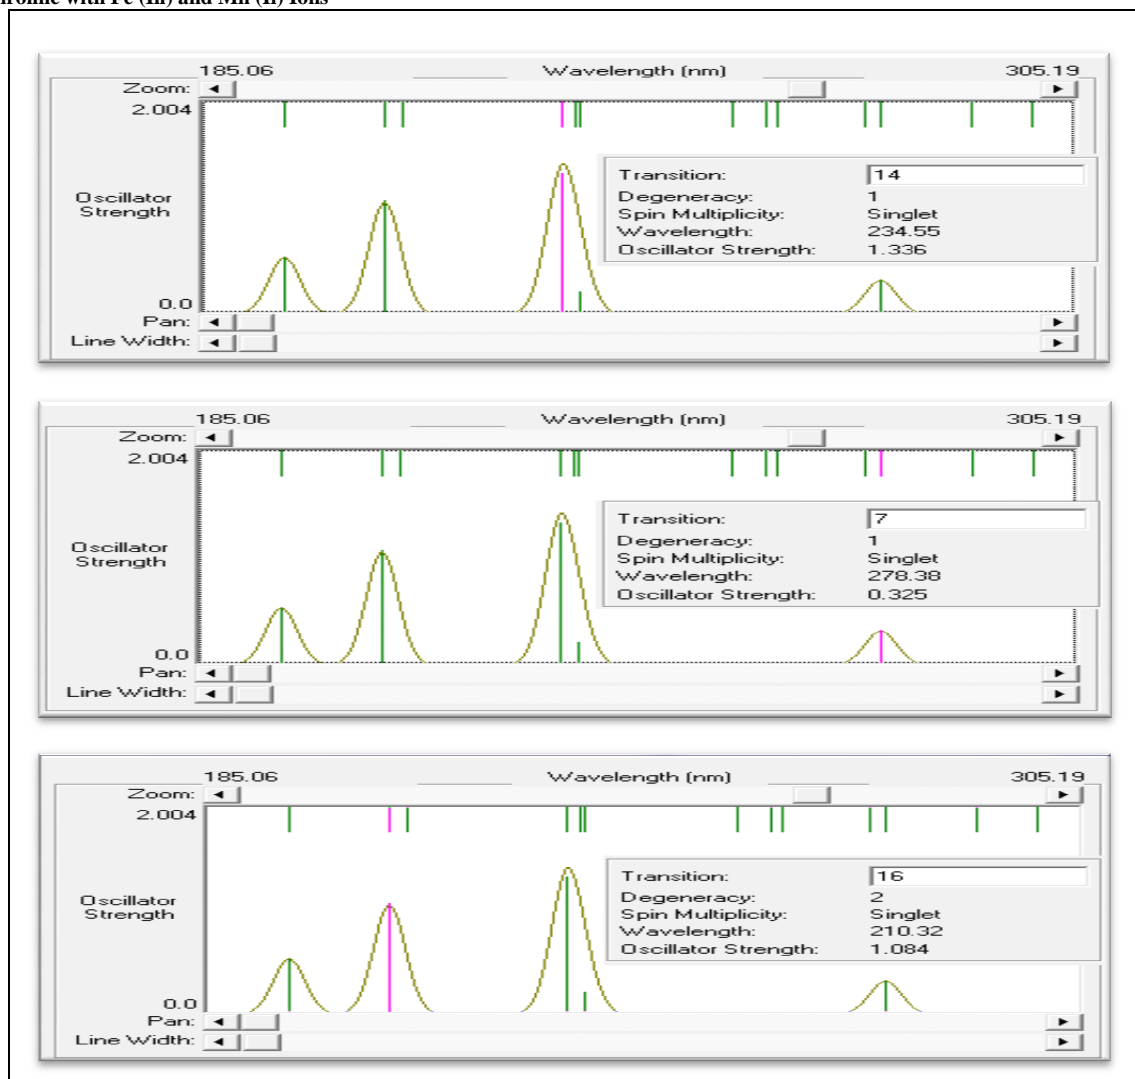 with Fe (III) and Mn (II) Ions
185.06 Wavelength (nm) 305.19
Zoom:
2.004
Transition: 14
Degeneracy: 1
Oscillator
Spin Multiplicity: Singlet
Strength
Wavelength: 234.55
Oscillator Strength: 1.336
0.0
Pan:
Line Width:
185.06 Wavelength (nm) 305.19
Zoom:
2.004
Transition: 7
Degeneracy: 1
Oscillator
Spin Multiplicity: Singlet
Strength
Wavelength: 278.38
Oscillator Strength: 0.325
0.0
Pan:
Line Width:
185.06 Wavelength (nm) 305.19
Zoom:
2.004
Transition: 16
Degeneracy: 2
Oscillator
Spin Multiplicity: Singlet
Strength
Wavelength: 210.32
Oscillator Strength: 1.084
0.0
Pan:
Line Width: